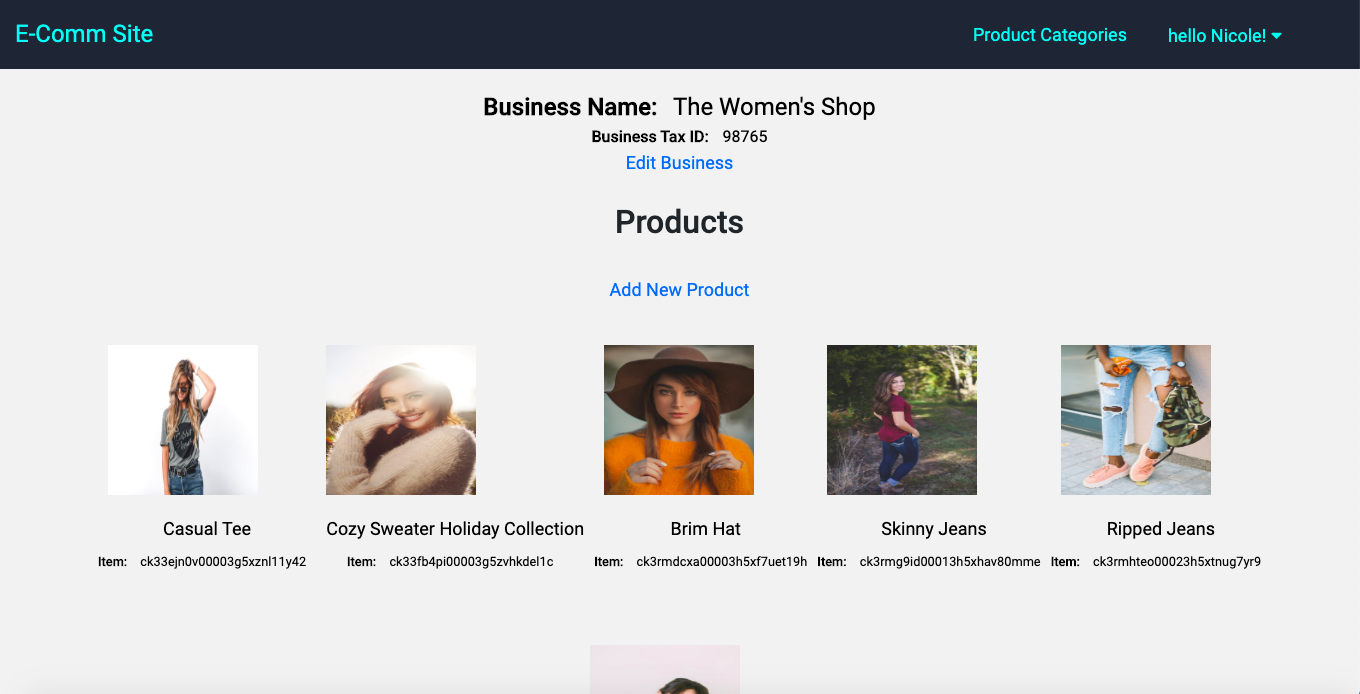 E-Comm Site
Product Categories
hello Nicole!
Business Name: The Women's Shop
Business Tax ID: 98765
Edit Business
Products
Add New Product
Casual Tee
Item: ck33ejn0v00003g5xznl11y42
Cozy Sweater Holiday Collection
Item: ck33fb4pi00003g5zvhkdel1c
Brim Hat
Item: ck3rmdcxa00003h5xf7uet19h
Skinny Jeans
Item: ck3rmg9id00013h5xhav80mme
Ripped Jeans
Item: ck3rmhteo00023h5xtnug7yr9